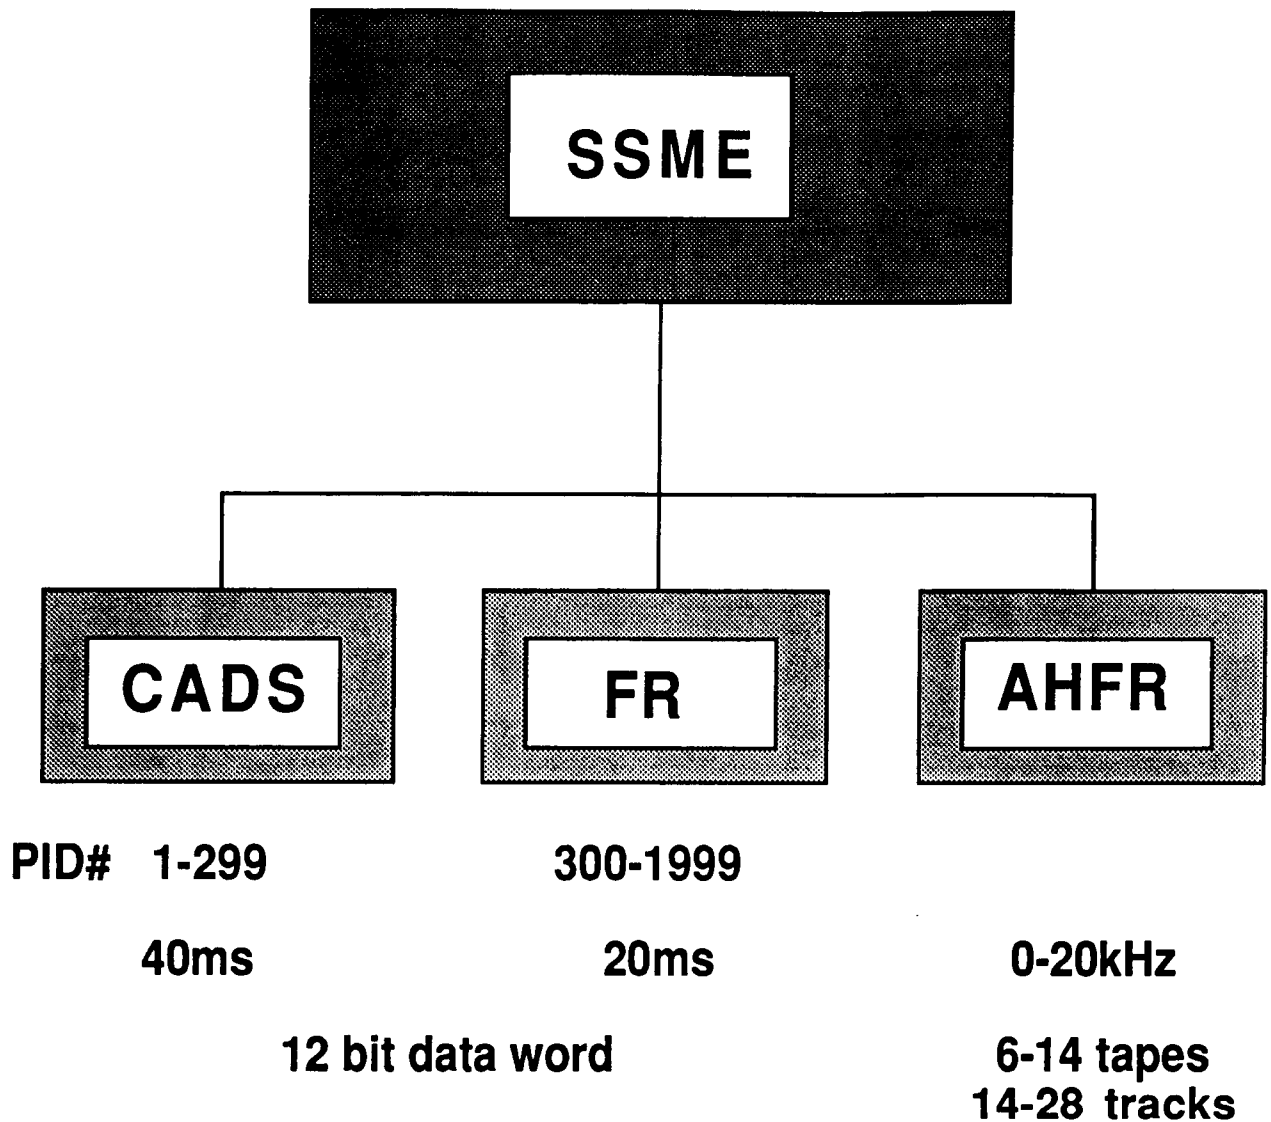 SSME
CADS FR AHFR
PID# 1-299 300-1999
40ms 20ms 0-20kHz
12 bit data word 6-14 tapes
14-28 tracks